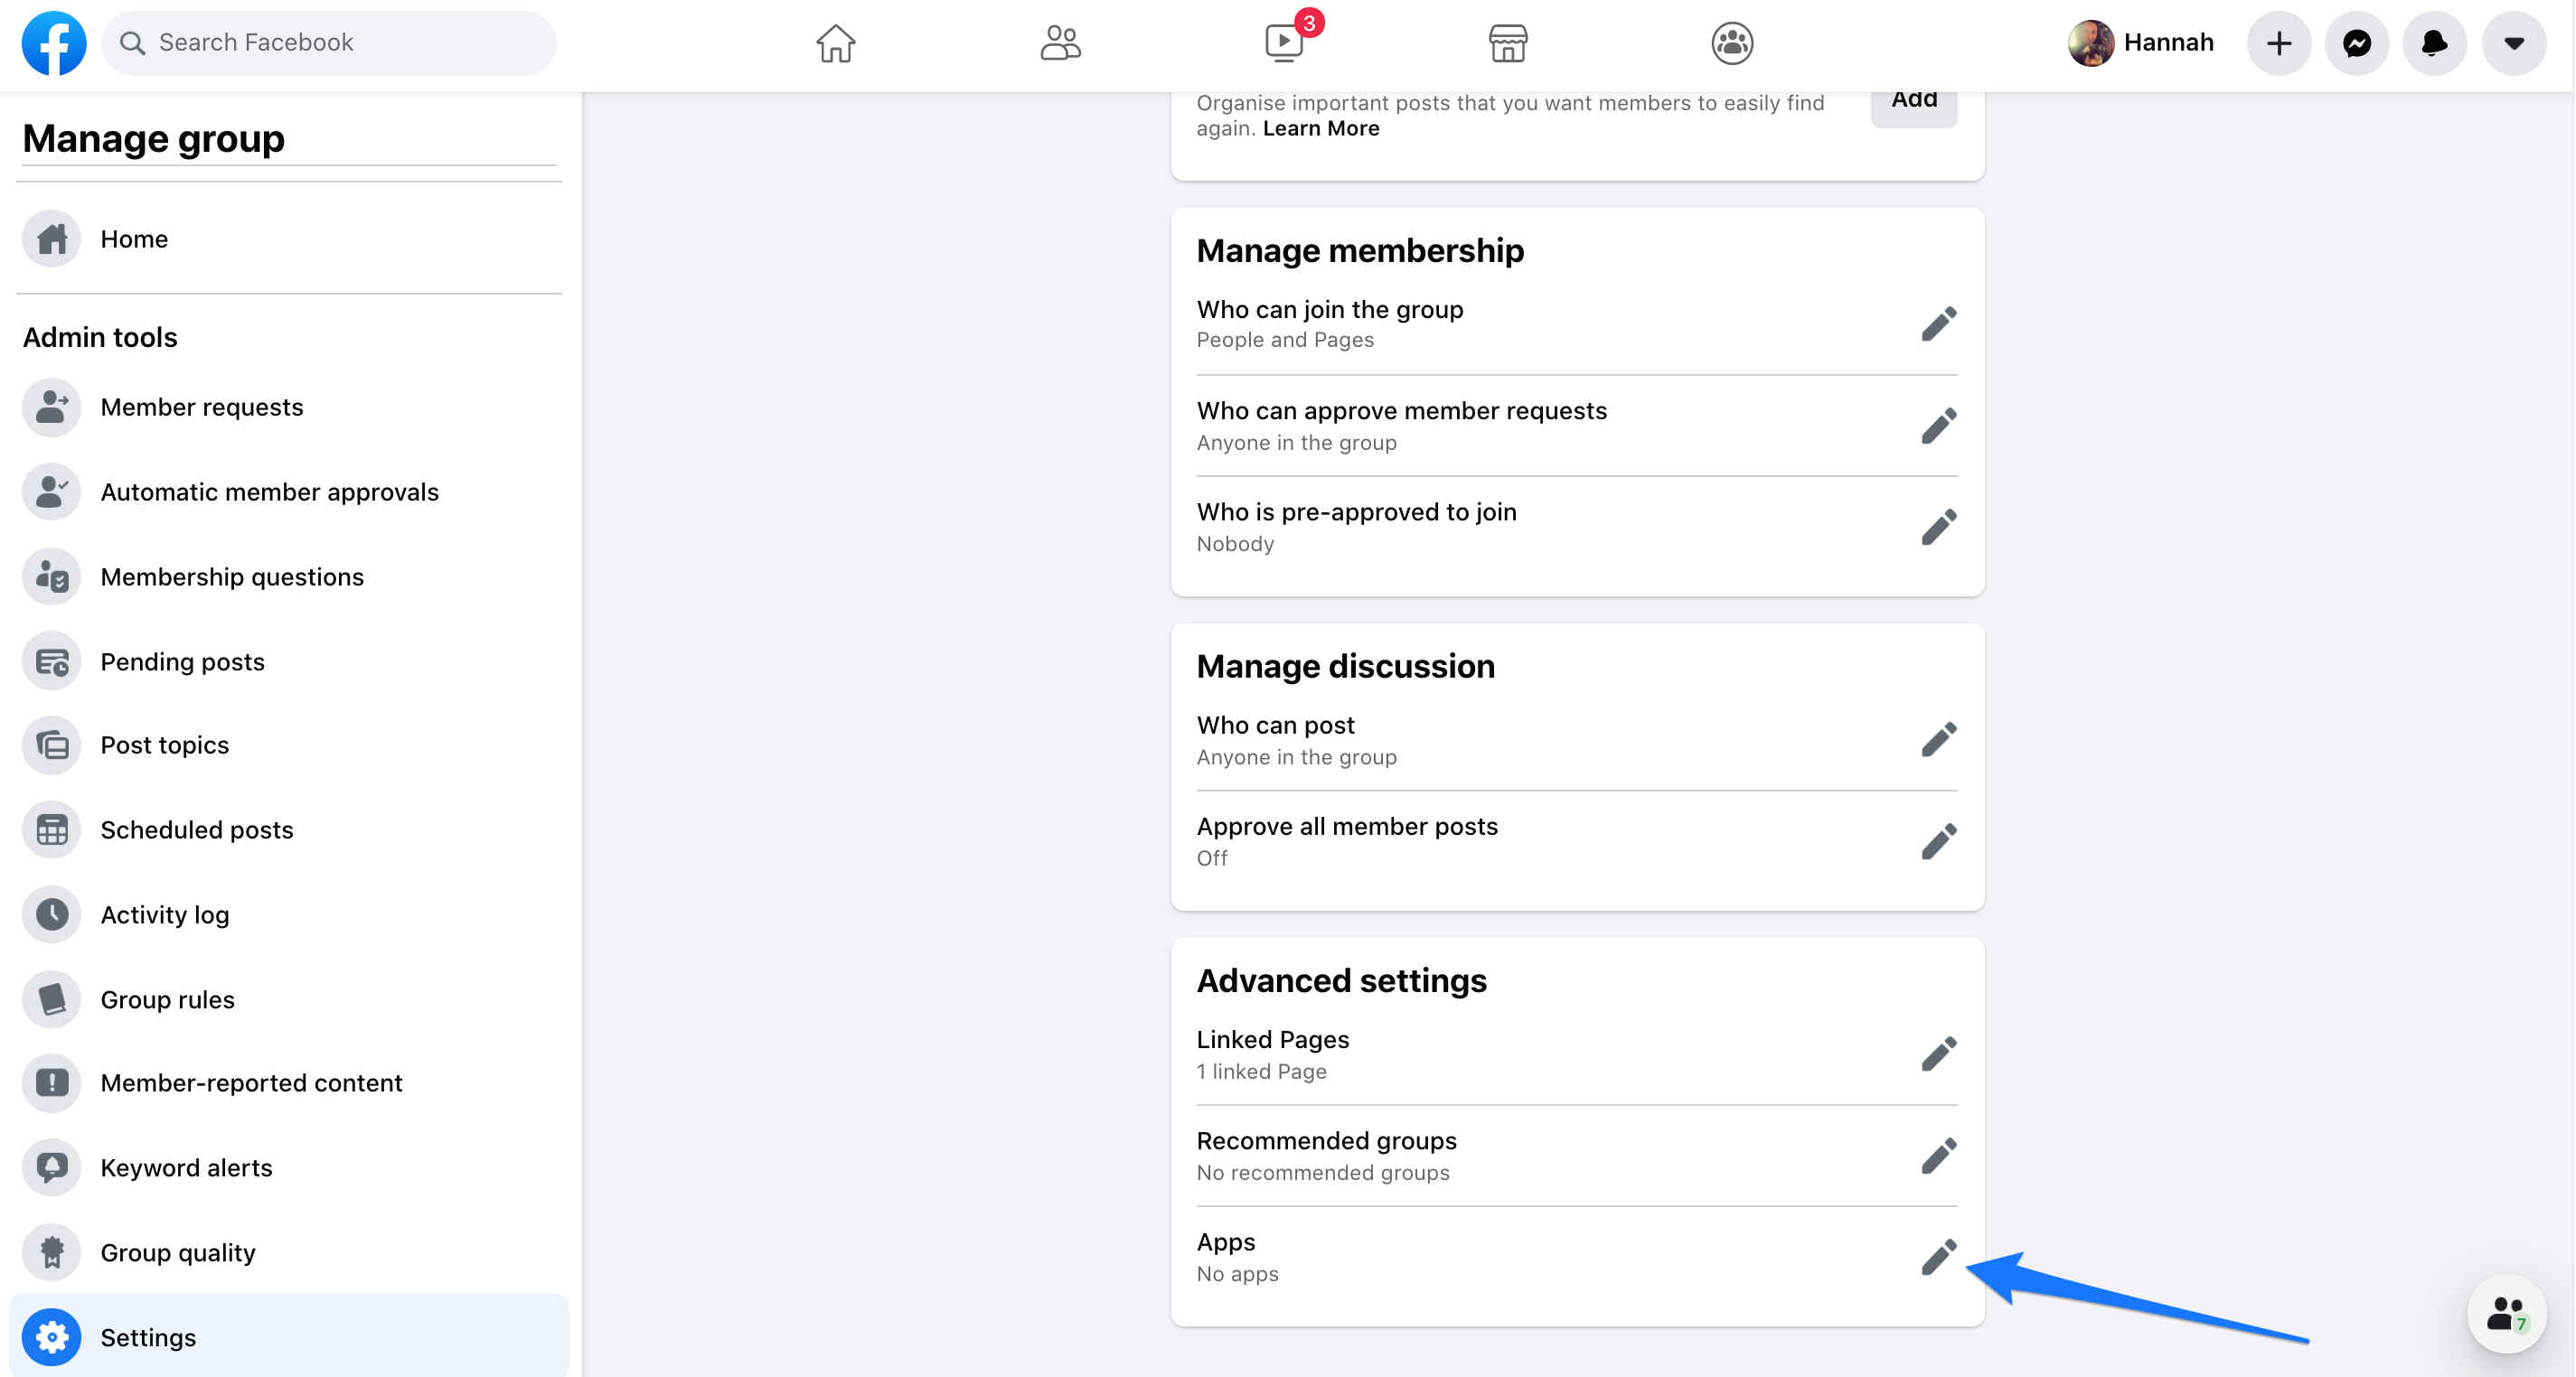 Search Facebook
3
Hannah
Manage group
Home
Admin tools
Member requests
Automatic member approvals
Membership questions
Pending posts
Post topics
Scheduled posts
Activity log
Group rules
Member-reported content
Keyword alerts
Group quality
Settings
Organise important posts that you want members to easily find
again. Learn More
Add
Manage membership
Who can join the group
People and Pages
Who can approve member requests
Anyone in the group
Who is pre-approved to join
Nobody
Manage discussion
Who can post
Anyone in the group
Approve all member posts
Off
Advanced settings
Linked Pages
1 linked Page
Recommended groups
No recommended groups
Apps
No apps
7